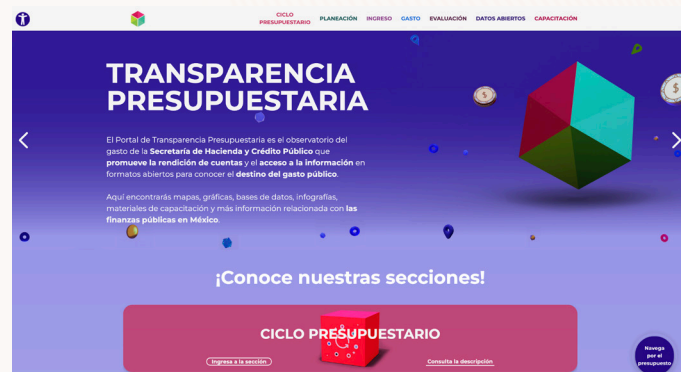 CICLO
PRESUPUESTARIO
PLANEACIÓN
INGRESO
GASTO
EVALUACIÓN
DATOS ABIERTOS
CAPACITACIÓN
TRANSPARENCIA
PRESUPUESTARIA
El Portal de Transparencia Presupuestaria es el observatorio del
gasto de la Secretaría de Hacienda y Crédito Público que
promueve la rendición de cuentas y el acceso a la información en
formatos abiertos para conocer el destino del gasto público.
Aquí encontrarás mapas, gráficas, bases de datos, infografías,
materiales de capacitación y más información relacionada con las
finanzas públicas en México.
¡Conoce nuestras secciones!
CICLO PRESUPUESTARIO
Ingresa a la sección
Consulta la descripción
Navega
por el
presupuesto